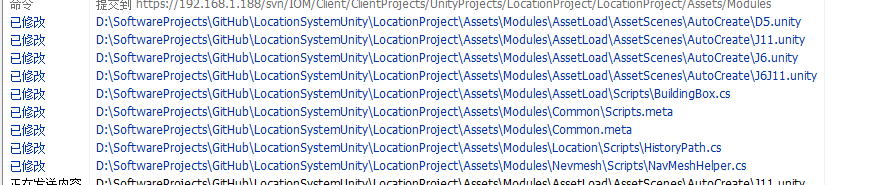 命令 提交到 https://192.168.1.188/svn/IOM/Client/ClientProjects/UnityProjects/LocationProject/LocationProject/Assets/Modules
已修改 D:\SoftwareProjects\GitHub\LocationSystemUnity\LocationProject\Assets\Modules\AssetLoad\AssetScenes\AutoCreate\D5.unity
已修改 D:\SoftwareProjects\GitHub\LocationSystemUnity\LocationProject\Assets\Modules\AssetLoad\AssetScenes\AutoCreate\J11.unity
已修改 D:\SoftwareProjects\GitHub\LocationSystemUnity\LocationProject\Assets\Modules\AssetLoad\AssetScenes\AutoCreate\J6.unity
已修改 D:\SoftwareProjects\GitHub\LocationSystemUnity\LocationProject\Assets\Modules\AssetLoad\AssetScenes\AutoCreate\J6J11.unity
已修改 D:\SoftwareProjects\GitHub\LocationSystemUnity\LocationProject\Assets\Modules\AssetLoad\Scripts\BuildingBox.cs
已修改 D:\SoftwareProjects\GitHub\LocationSystemUnity\LocationProject\Assets\Modules\Common\Scripts.meta
已修改 D:\SoftwareProjects\GitHub\LocationSystemUnity\LocationProject\Assets\Modules\Common.meta
已修改 D:\SoftwareProjects\GitHub\LocationSystemUnity\LocationProject\Assets\Modules\Location\Scripts\HistoryPath.cs
已修改 D:\SoftwareProjects\GitHub\LocationSystemUnity\LocationProject\Assets\Modules\Nevmesh\Scripts\NavMeshHelper.cs
正在发送内容 D:\SoftwareProjects\GitHub\LocationSystemUnity\LocationProject\Assets\Modules\AssetLoad\AssetScenes\AutoCreate\J11.unity